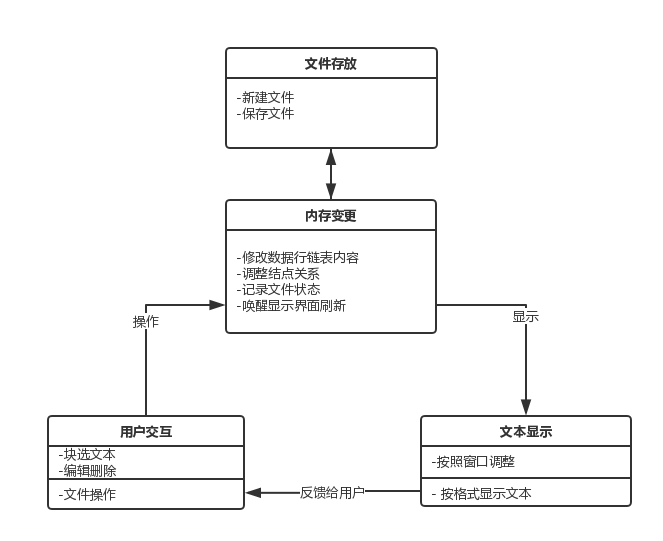 文件存放
-新建文件
-保存文件
内存变更
-修改数据行链表内容
-调整结点关系
-记录文件状态
-唤醒显示界面刷新
操作
显示
用户交互
-块选文本
-编辑删除
-文件操作
反馈给用户
文本显示
-按照窗口调整
- 按格式显示文本